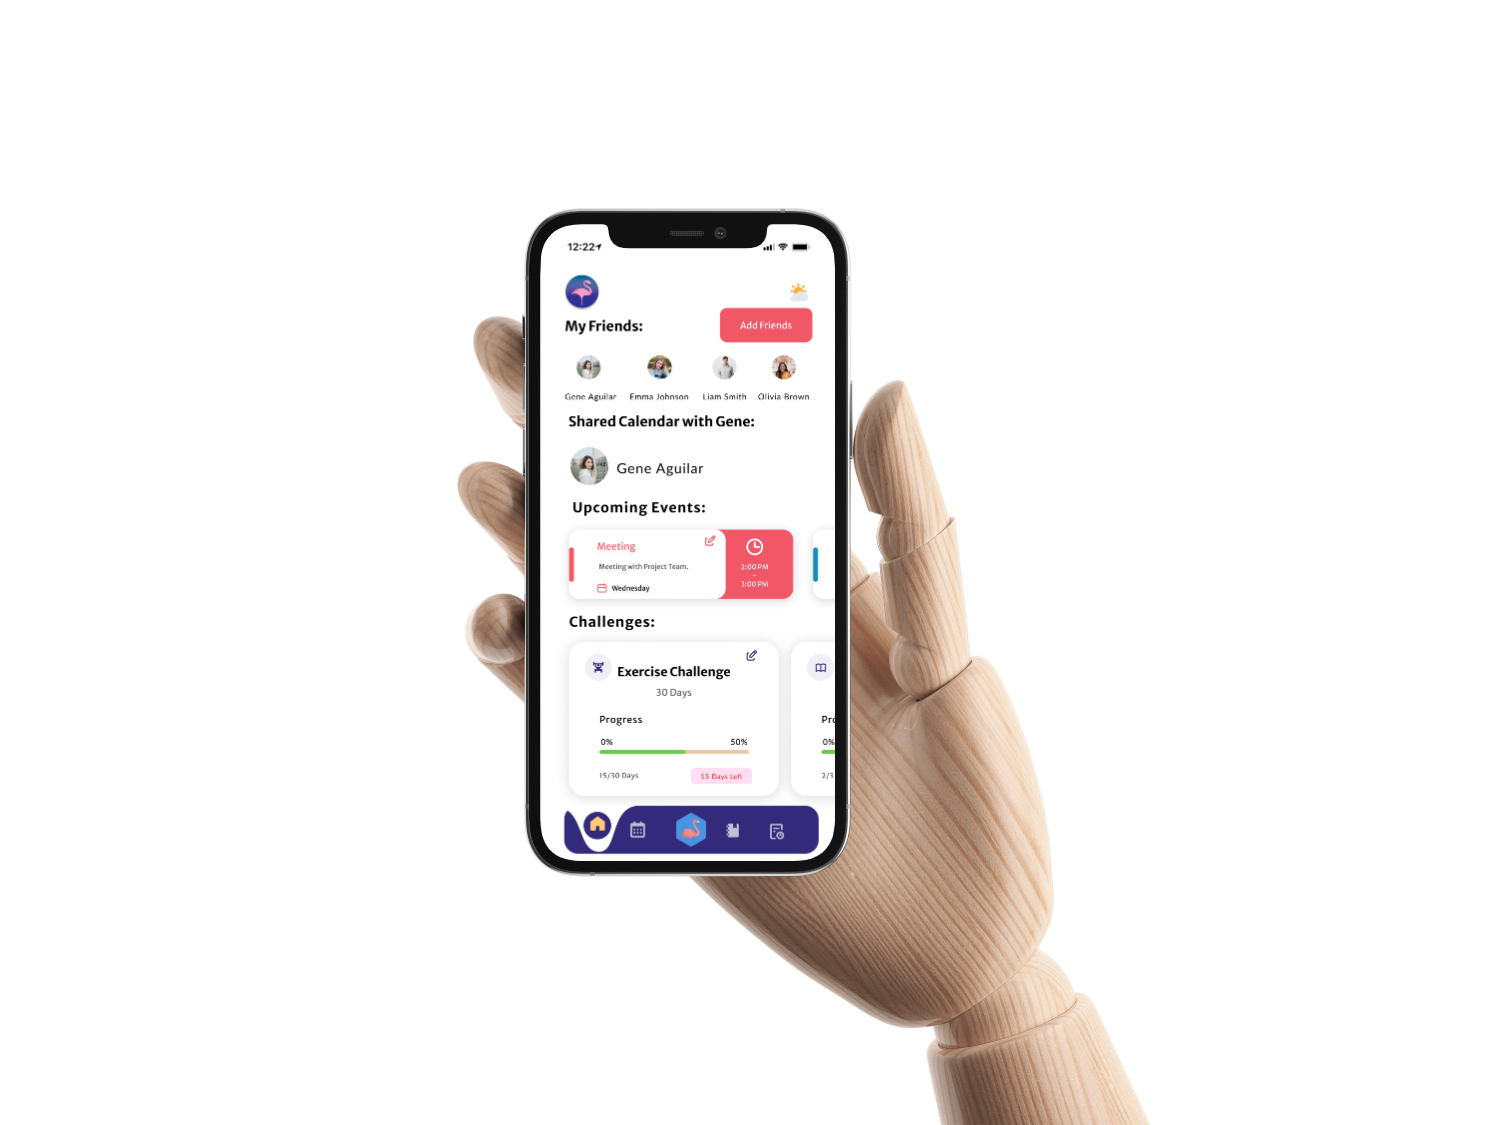 12:22
My Friends:
Add Friends
Gene Aguilar Emma Johnson Liam Smith Olivia Brown
Shared Calendar with Gene:
Gene Aguilar
Upcoming Events:
Meeting
Meeting with Project Team.
Wednesday
2:00 PM
-
3:00 PM
Challenges:
Exercise Challenge
30 Days
Progress
0% 50%
15/30 Days
15 Days Left
Pro
0%
2/3